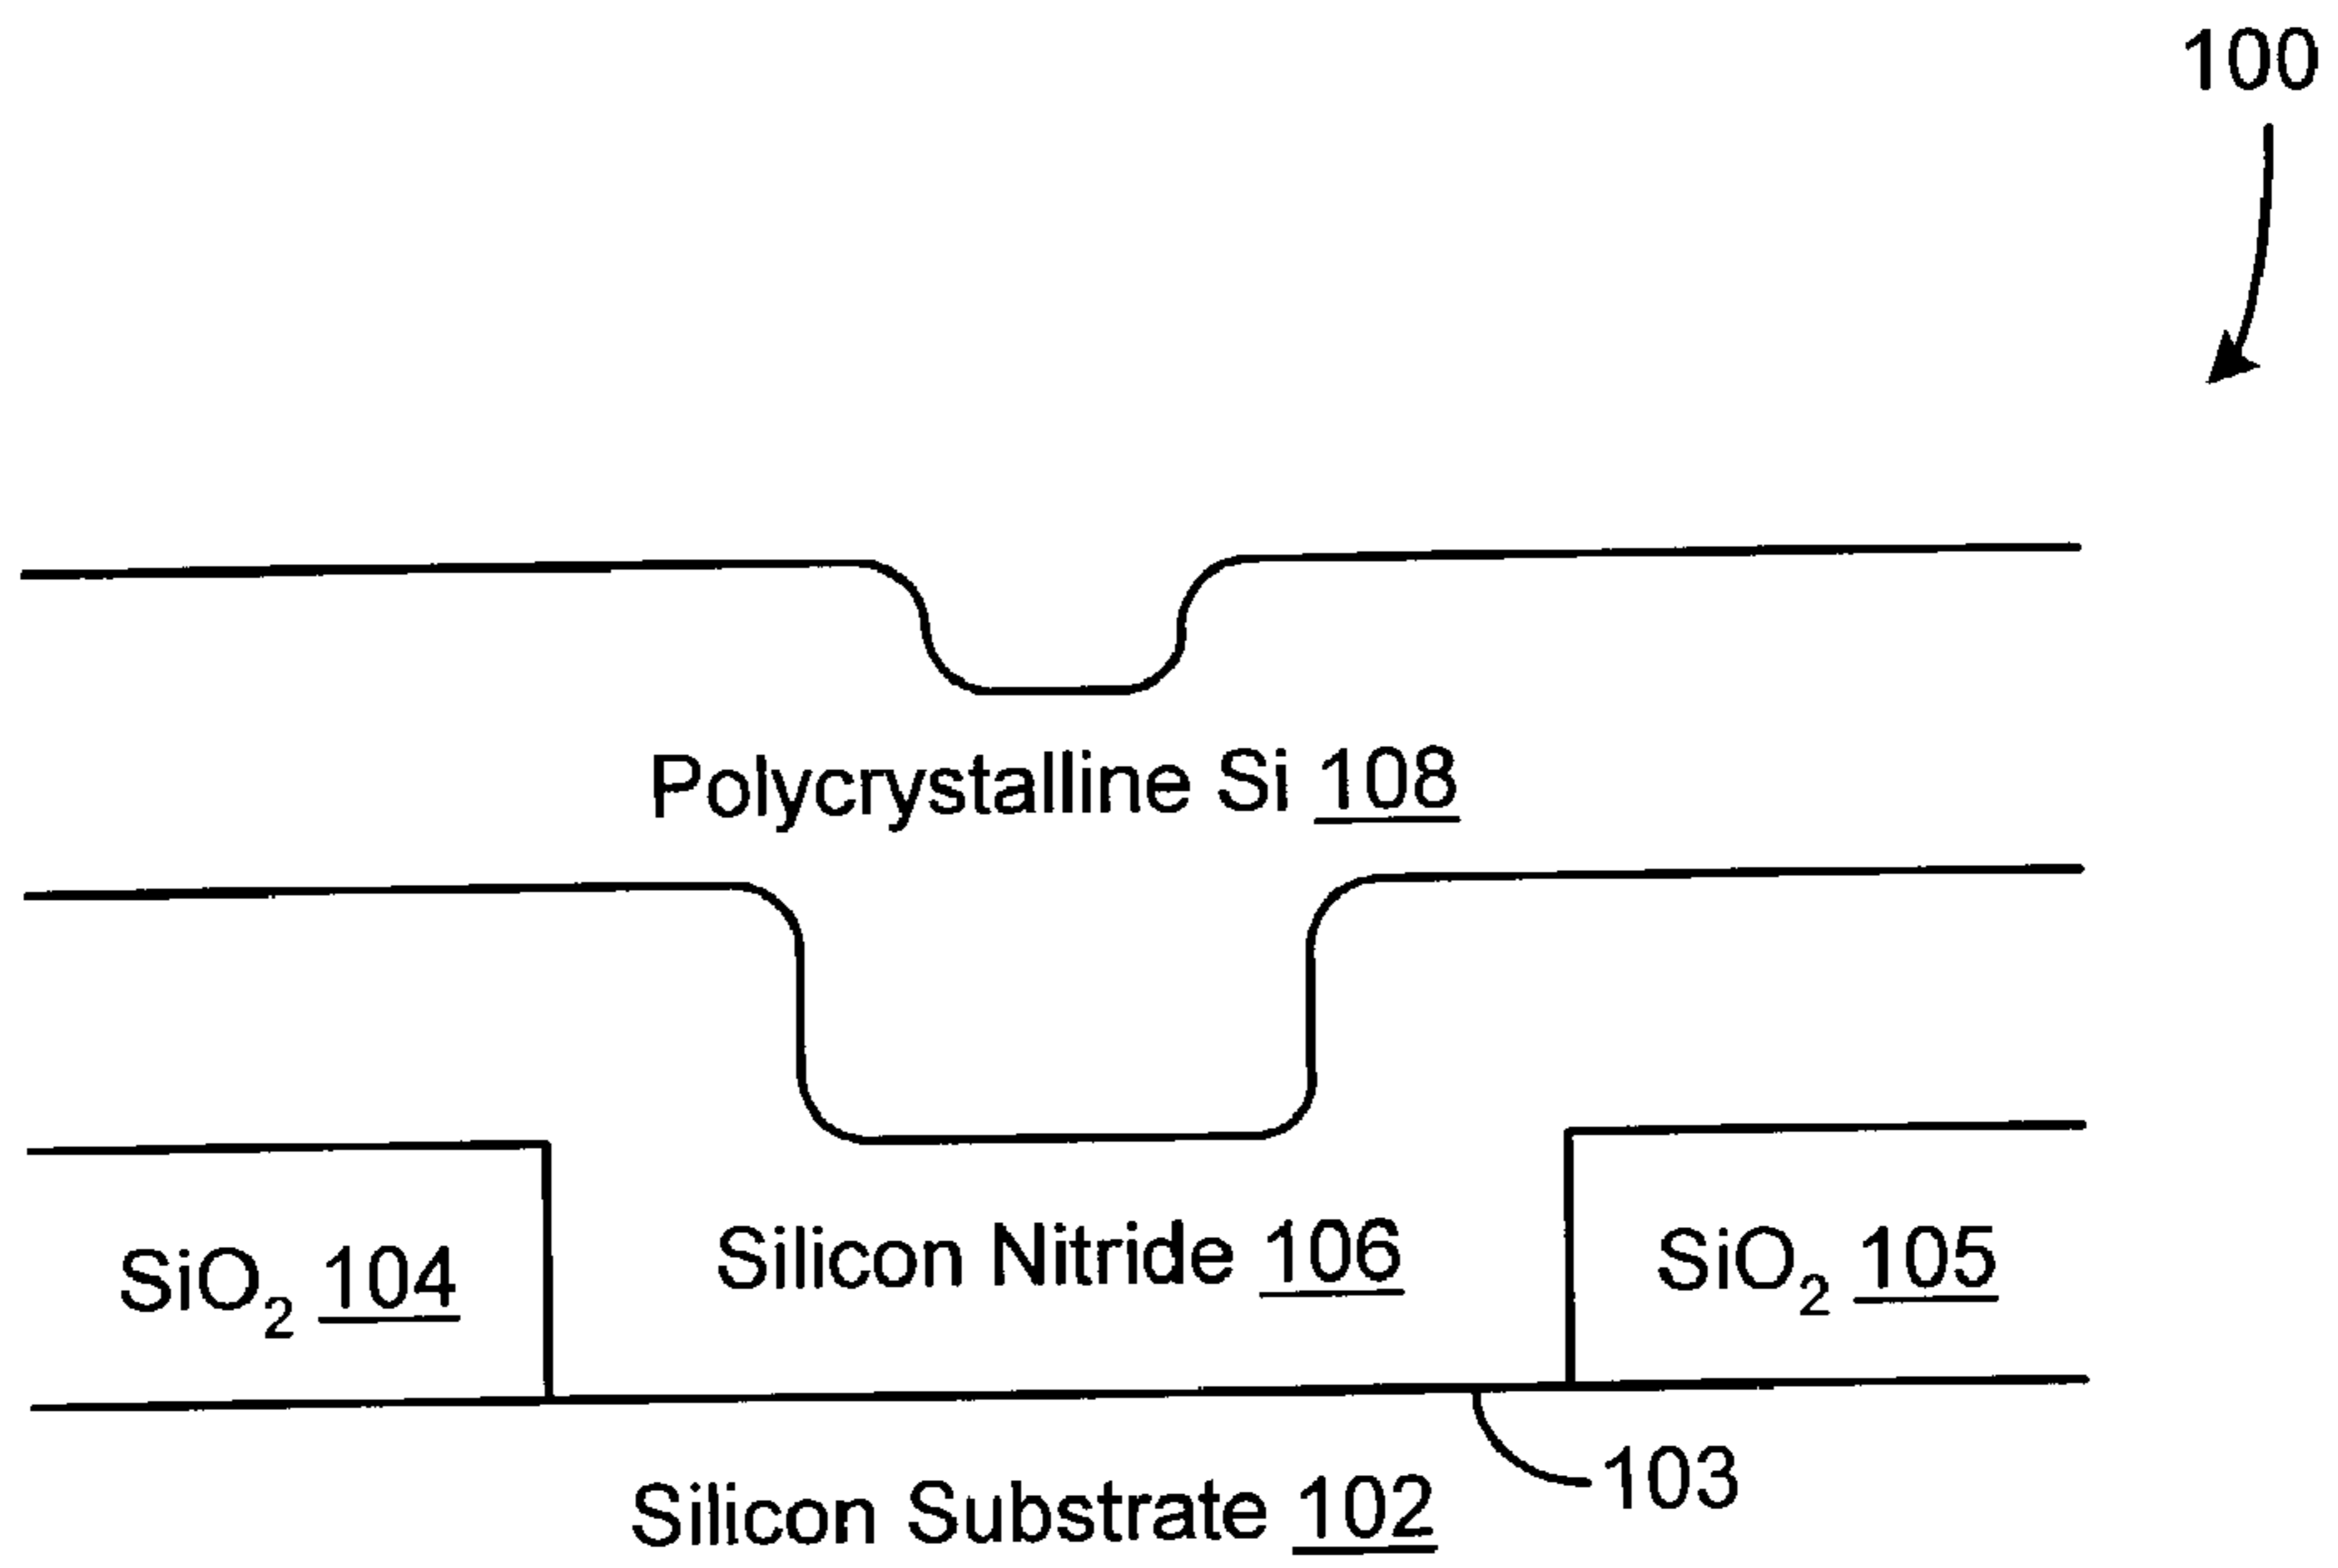 100
Polycrystalline Si 108
SiO₂ 104
Silicon Nitride 106
SiO₂ 105
103
Silicon Substrate 102